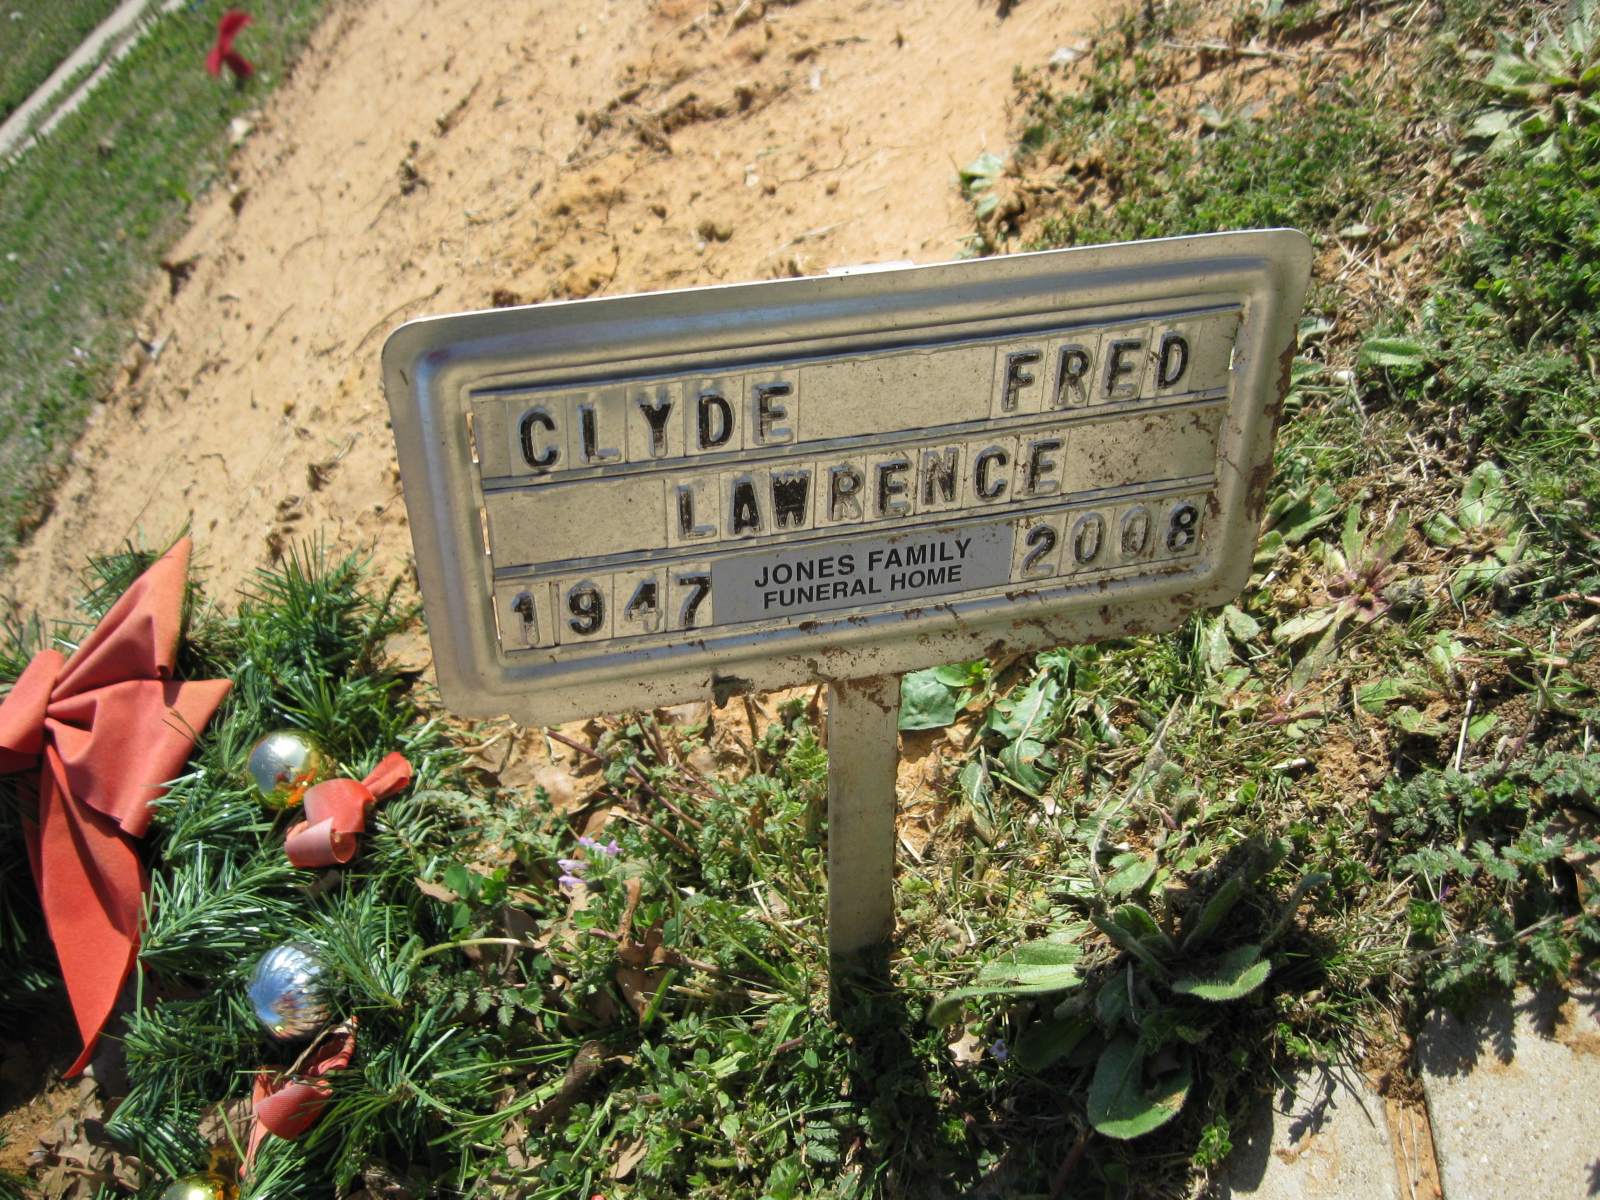 CLYDE FRED
LAWRENCE
1947 JONES FAMILY FUNERAL HOME 2008